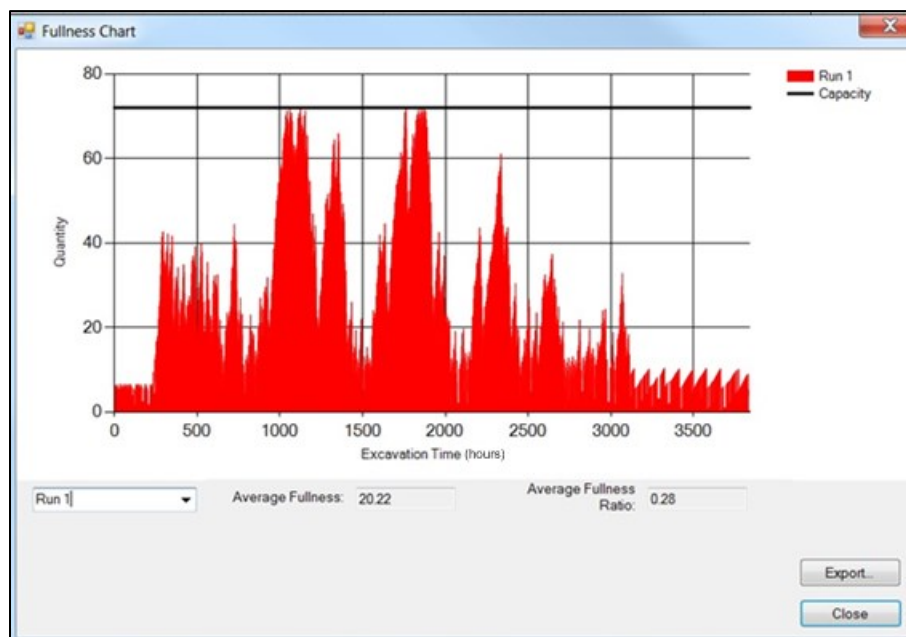 Fullness Chart
80
60
40
20
0
Quantity
0 500 1000 1500 2000 2500 3000 3500
Excavation Time (hours)
Run 1
Capacity
Run 1
Average Fullness: 20.22
Average Fullness
Ratio: 0.28
Export...
Close